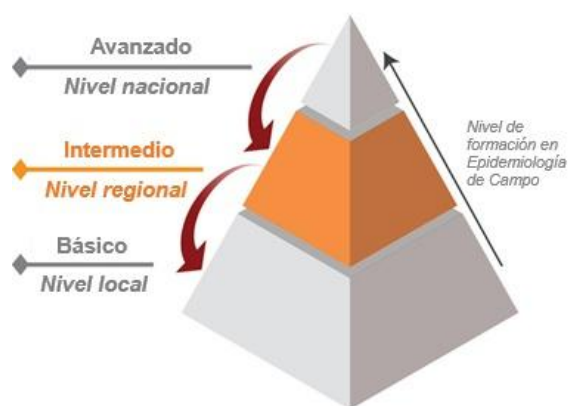 Avanzado
Nivel nacional
Intermedio
Nivel regional
Básico
Nivel local
Nivel de
formación en
Epidemiología
de Campo